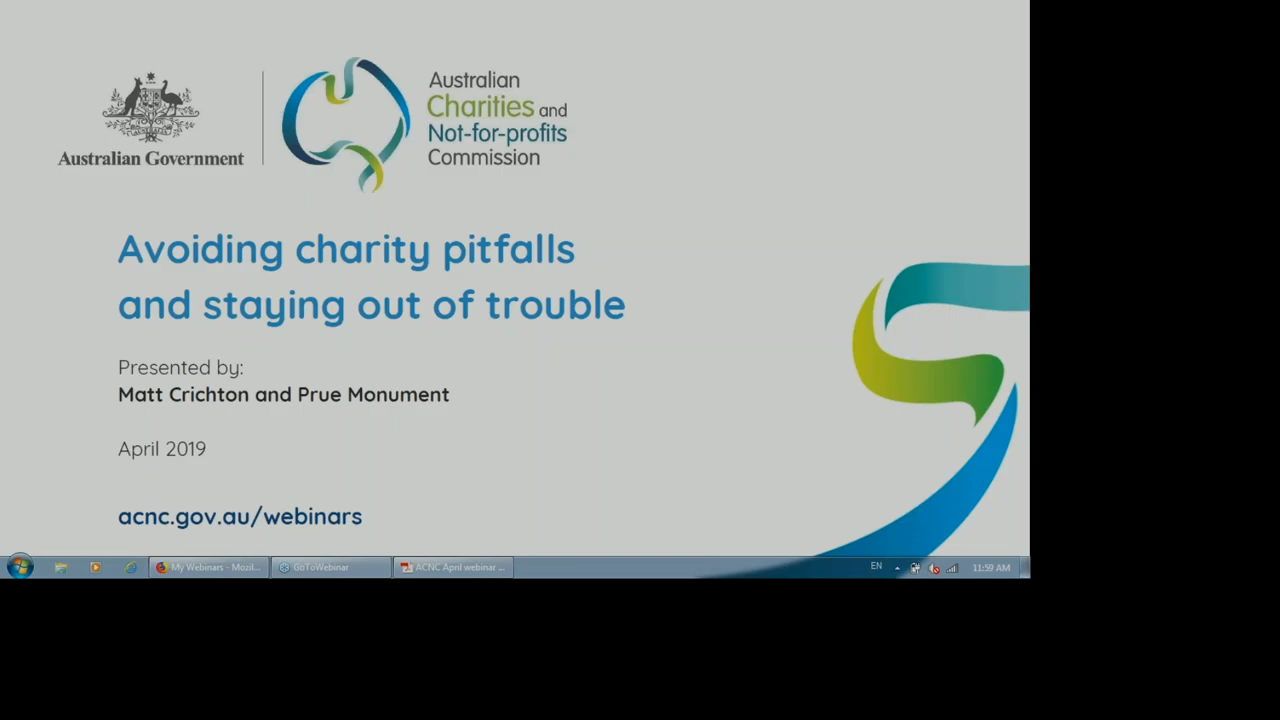 Australian Government
Australian
Charities and
Not-for-profits
Commission
Avoiding charity pitfalls
and staying out of trouble
Presented by:
Matt Crichton and Prue Monument
April 2019
acnc.gov.au/webinars
My Webinars - Mozil...
GoToWebinar
ACNC April webinar ...
EN
11:59 AM